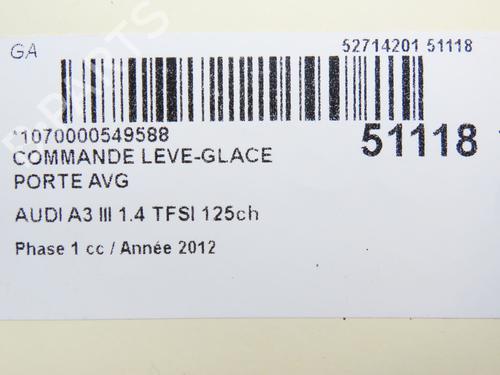 GA
52714201 51118
*1070000549588
51118
COMMANDE LEVE-GLACE
PORTE AVG
AUDI A3 III 1.4 TFSI 125ch
Phase 1 cc / Année 2012